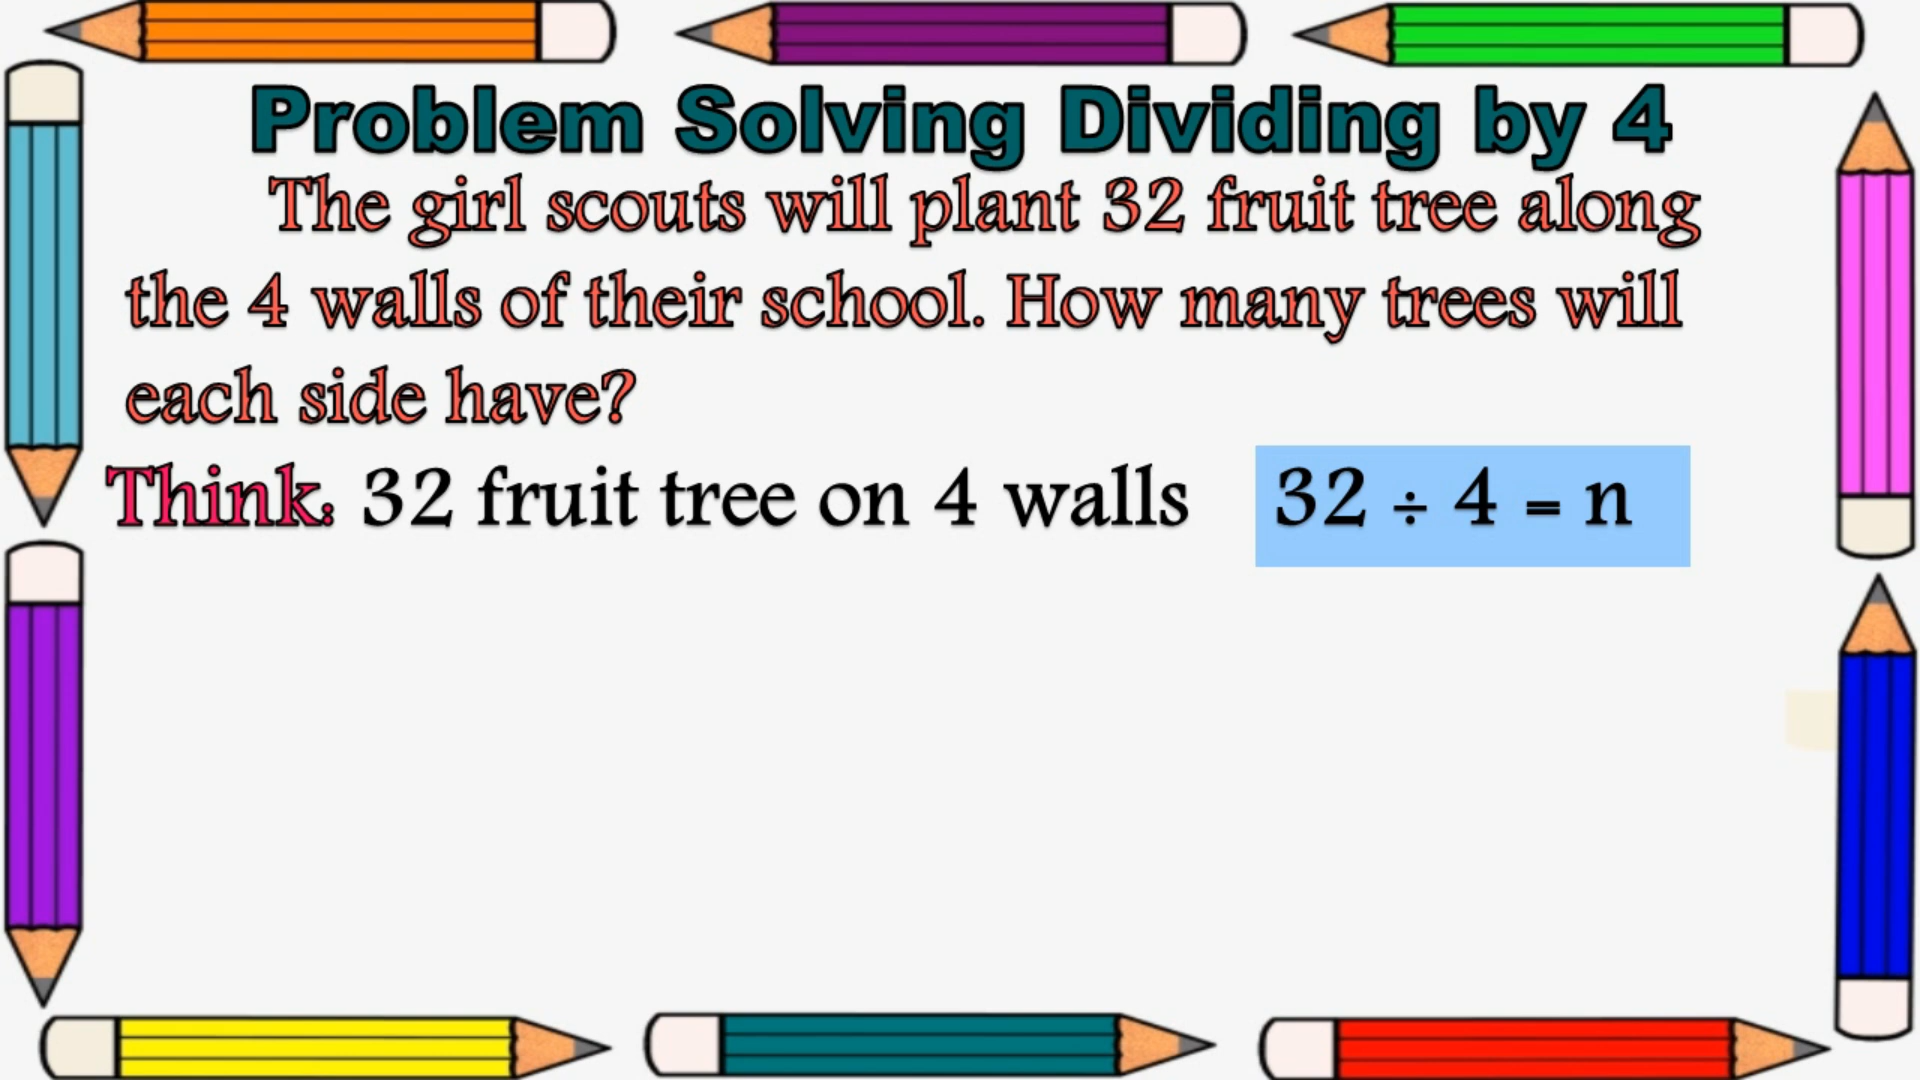 Problem Solving Dividing by 4
The girl scouts will plant 32 fruit tree along
the 4 walls of their school. How many trees will
each side have?
Think: 32 fruit tree on 4 walls 32 ÷ 4 = n